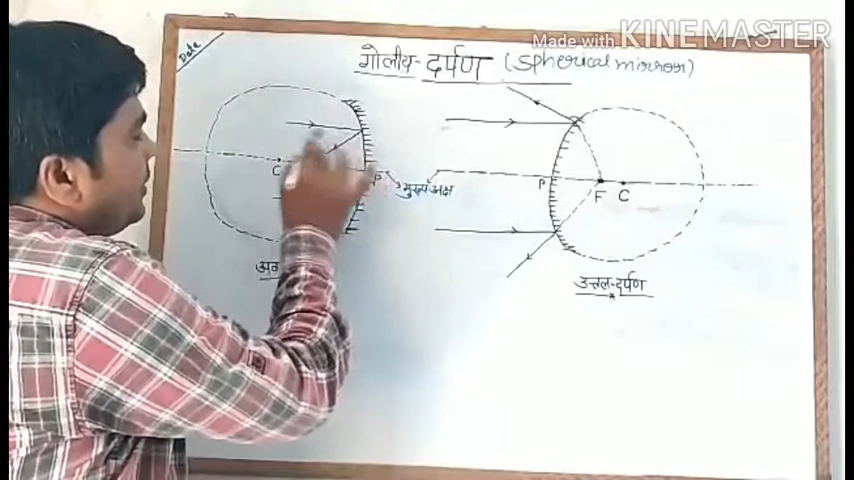 Made with KINEMASTER
Date
गोलीय-दर्पण (Spherical mirror)
C
P
मुख्य अक्ष
P
F
C
उत्तल-दर्पण